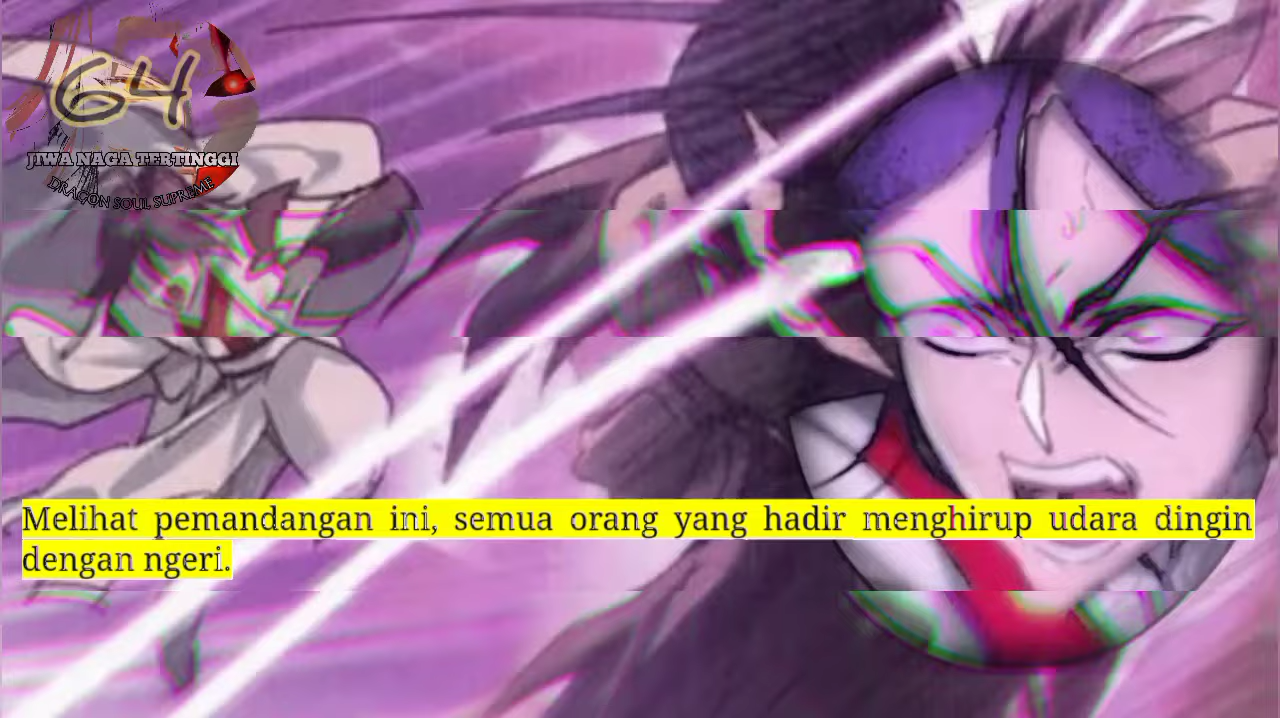 64
JIWA NAGA TERTINGGI
DRAGON SOUL SUPREME
Melihat pemandangan ini, semua orang yang hadir menghirup udara dingin
dengan ngeri.